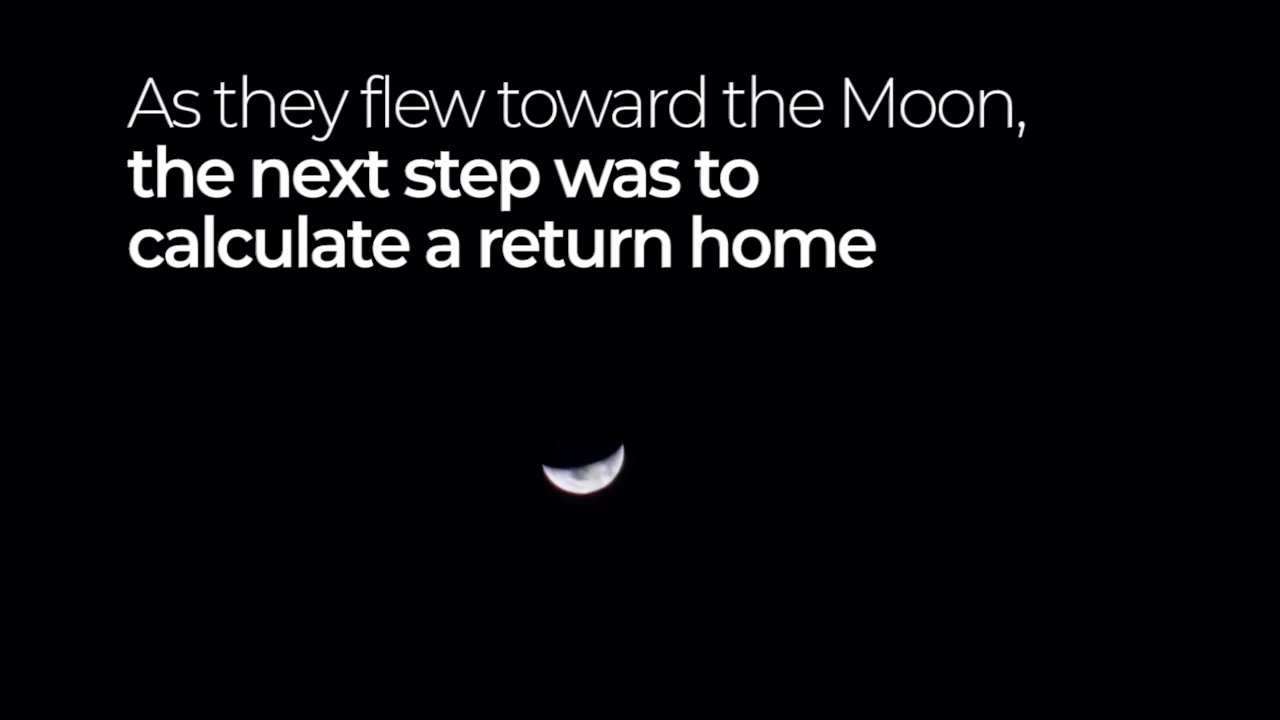 As they flew toward the Moon,
the next step was to
calculate a return home